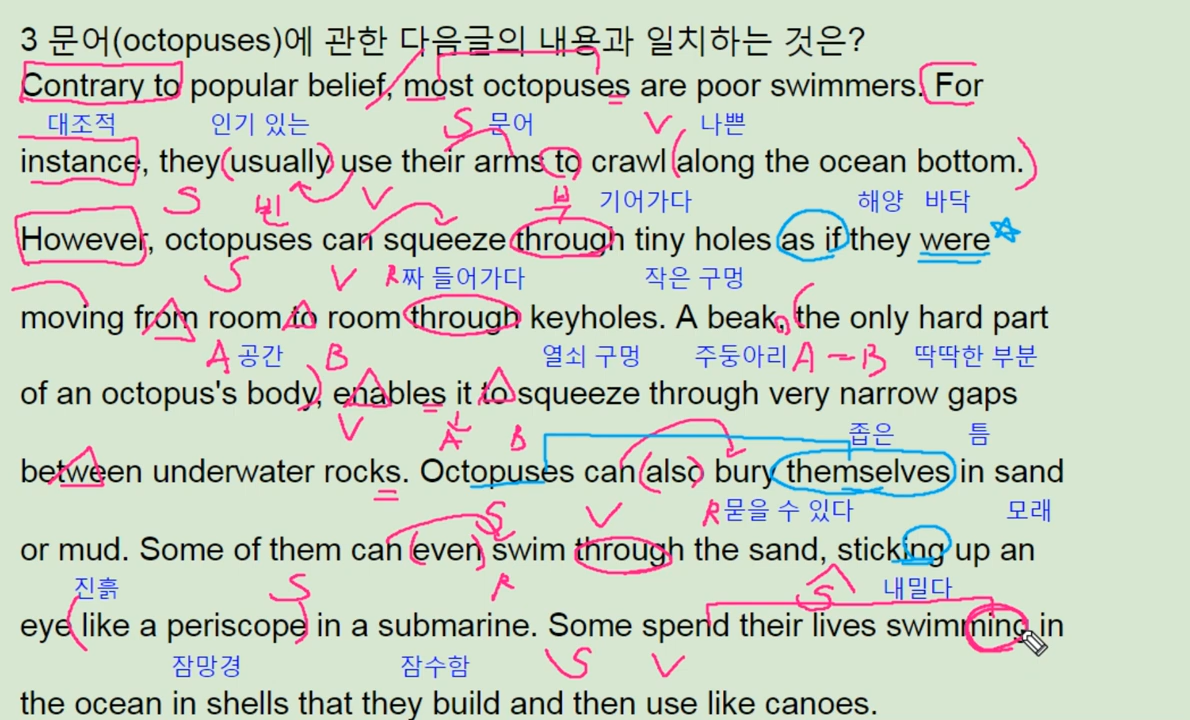 3 문어(octopuses)에 관한 다음글의 내용과 일치하는 것은?
Contrary to popular belief, most octopuses are poor swimmers. For
대조적 인기 있는 S 문어 V 나쁜
instance, they (usually) use their arms to crawl (along the ocean bottom.)
S 빈 V 부 기어가다 해양 바닥
However, octopuses can squeeze through tiny holes as if they were
S V R 짜 들어가다 작은 구멍
moving from room to room through keyholes. A beak, (the only hard part
A 공간 B 열쇠 구멍 주둥아리 A = B 딱딱한 부분
of an octopus's body), enables it to squeeze through very narrow gaps
V A B 좁은 틈
between underwater rocks. Octopuses can (also) bury themselves in sand
S V R 묻을 수 있다 모래
or mud. Some of them can (even) swim through the sand, sticking up an
진흙 S R S 내밀다
eye (like a periscope) in a submarine. Some spend their lives swimming in
잠망경 잠수함 S V
the ocean in shells that they build and then use like canoes.